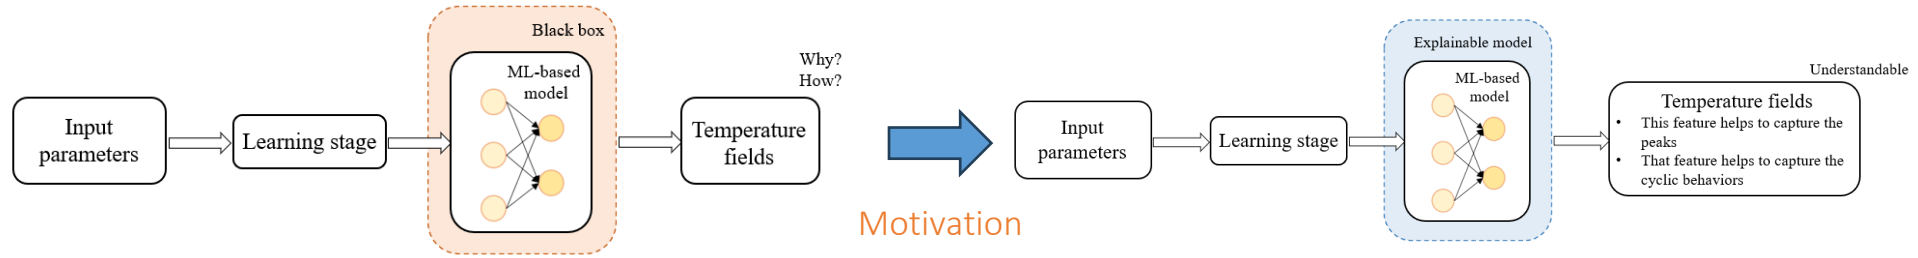 Input
parameters
Learning stage
Black box
ML-based
model
Why?
How?
Temperature
fields
Motivation
Input
parameters
Learning stage
Explainable model
ML-based
model
Understandable
Temperature fields
• This feature helps to capture the
peaks
• That feature helps to capture the
cyclic behaviors